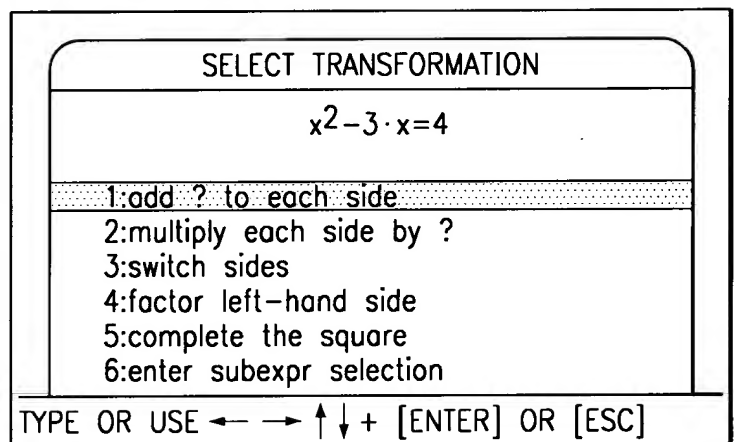 SELECT TRANSFORMATION
x²-3·x=4
1:add ? to each side
2:multiply each side by ?
3:switch sides
4:factor left-hand side
5:complete the square
6:enter subexpr selection
TYPE OR USE ← → ↑↓+ [ENTER] OR [ESC]